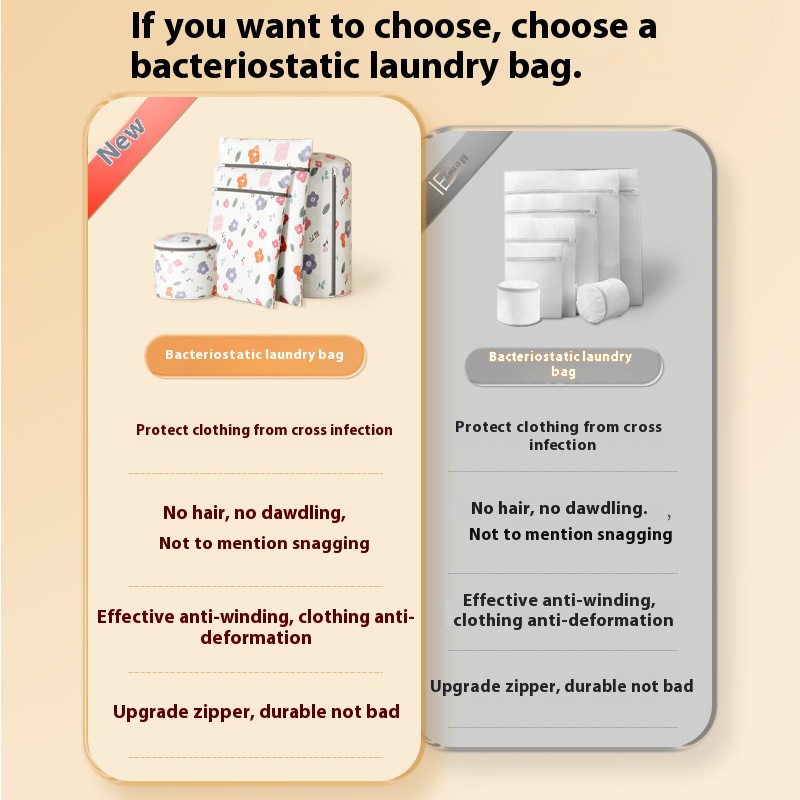 If you want to choose, choose a
bacteriostatic laundry bag.
New
Bacteriostatic laundry bag
Protect clothing from cross infection
No hair, no dawdling,
Not to mention snagging
Effective anti-winding, clothing anti-
deformation
Upgrade zipper, durable not bad
Bacteriostatic laundry
bag
Protect clothing from cross
infection
No hair, no dawdling. ,
Not to mention snagging
Effective anti-winding,
clothing anti-deformation
Upgrade zipper, durable not bad